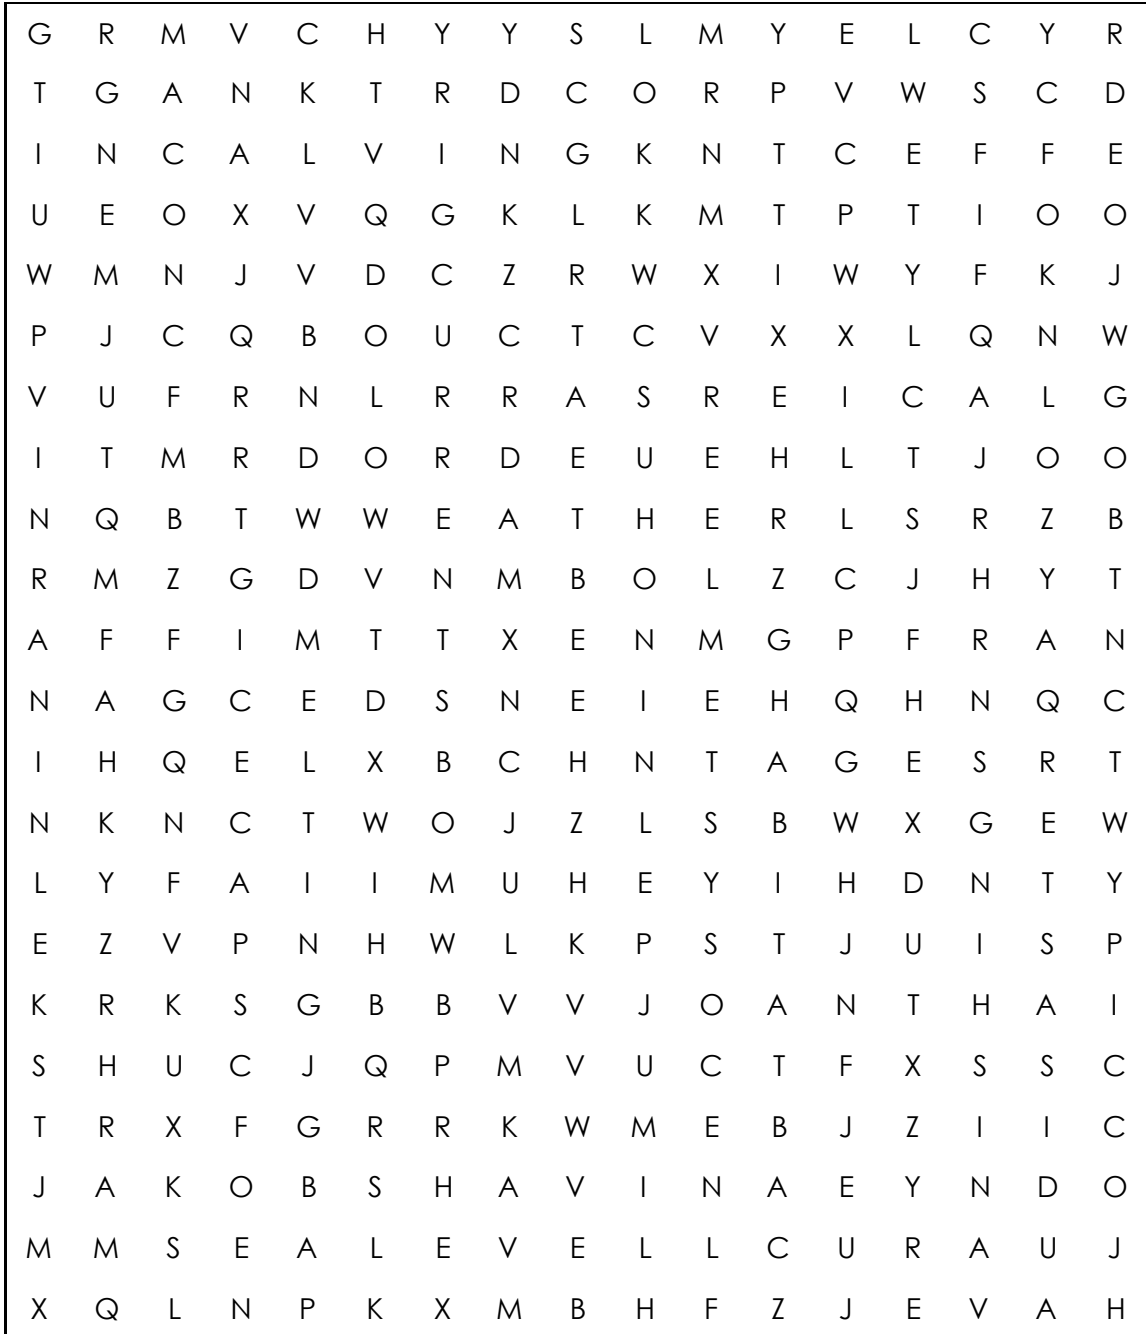 G R M V C H Y Y S L M Y E L C Y R
T G A N K T R D C O R P V W S C D
I N C A L V I N G K N T C E F F E
U E O X V Q G K L K M T P T I O O
W M N J V D C Z R W X I W Y F K J
P J C Q B O U C T C V X X L Q N W
V U F R N L R R A S R E I C A L G
I T M R D O R D E U E H L T J O O
N Q B T W W E A T H E R L S R Z B
R M Z G D V N M B O L Z C J H Y T
A F F I M T T X E N M G P F R A N
N A G C E D S N E I E H Q H N Q C
I H Q E L X B C H N T A G E S R T
N K N C T W O J Z L S B W X G E W
L Y F A I I M U H E Y I H D N T Y
E Z V P N H W L K P S T J U I S P
K R K S G B B V V J O A N T H A I
S H U C J Q P M V U C T F X S S C
T R X F G R R K W M E B J Z I I C
J A K O B S H A V I N A E Y N D O
M M S E A L E V E L L C U R A U J
X Q L N P K X M B H F Z J E V A H